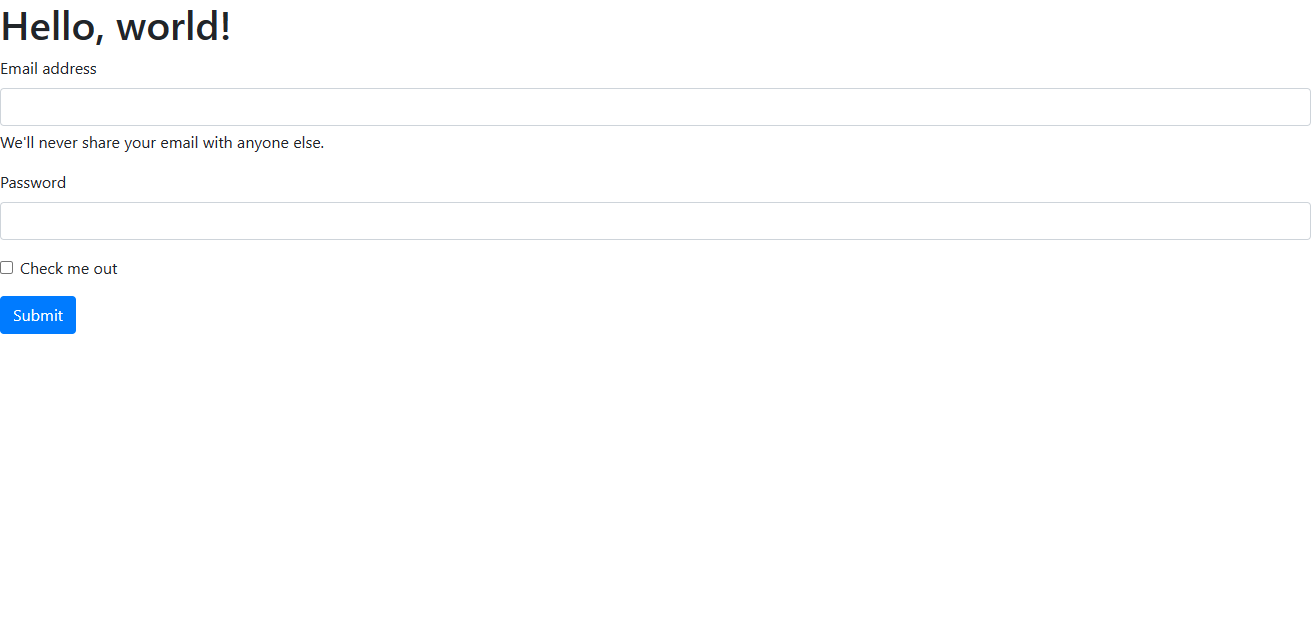 Hello, world!
Email address
We'll never share your email with anyone else.
Password
Check me out
Submit